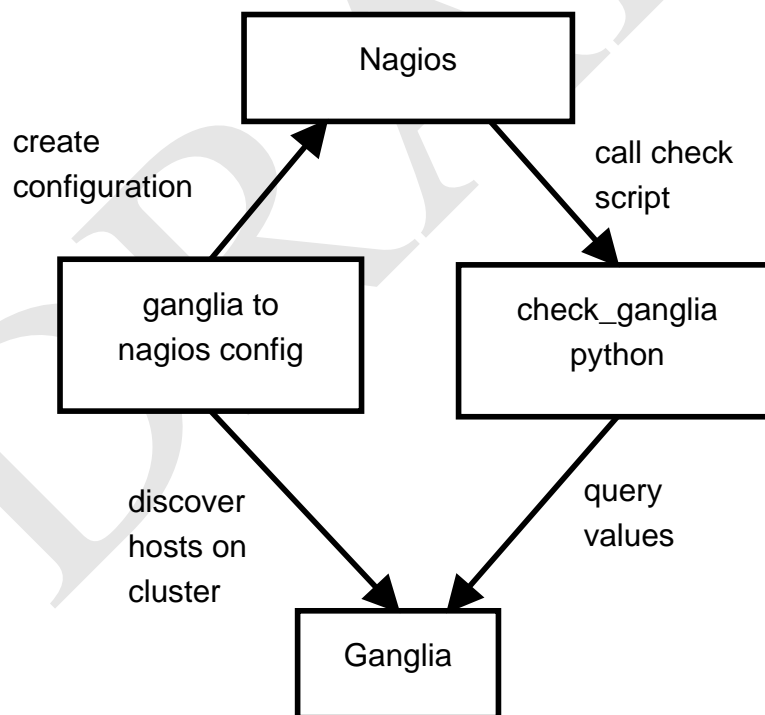 Nagios
create
configuration
call check
script
ganglia to
nagios config
check_ganglia
python
discover
hosts on
cluster
query
values
Ganglia